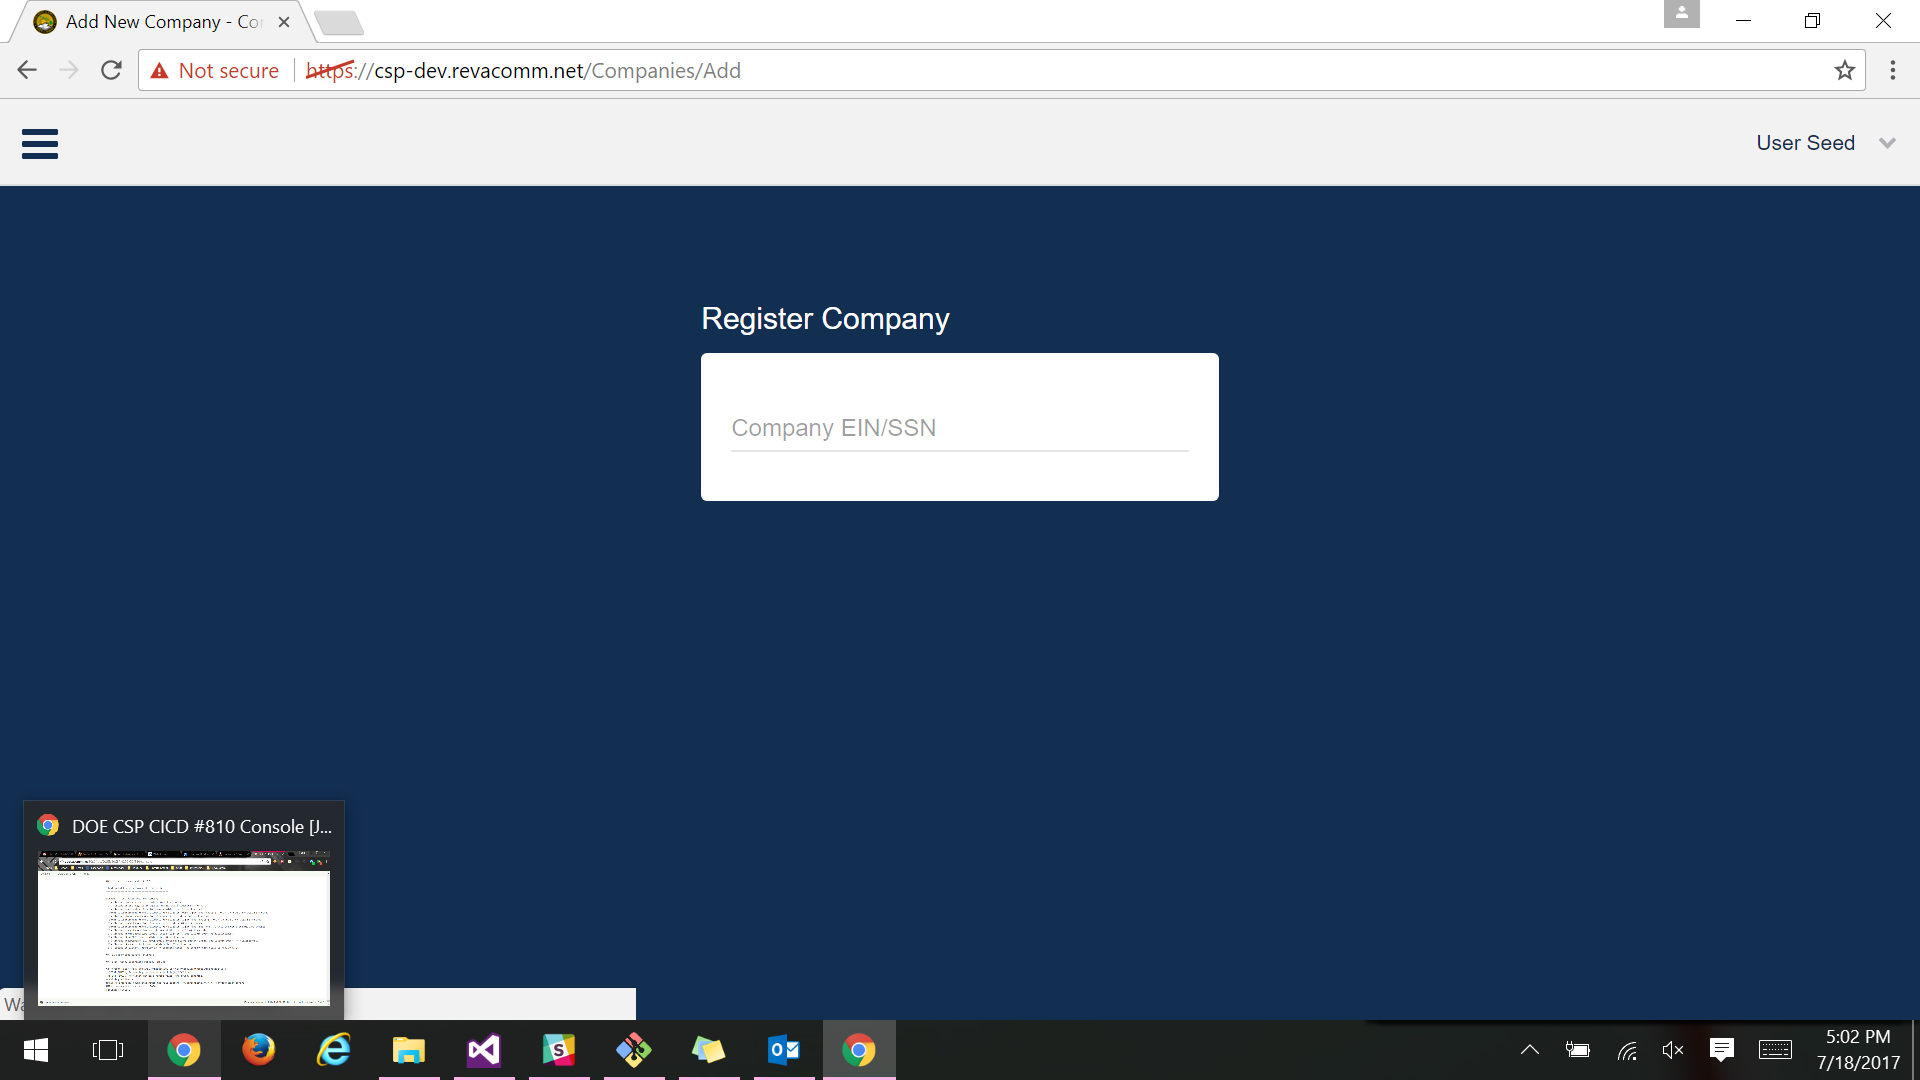 Add New Company - Co
Not secure https://csp-dev.revacomm.net/Companies/Add
User Seed
Register Company
Company EIN/SSN
DOE CSP CICD #810 Console [J...
5:02 PM
7/18/2017